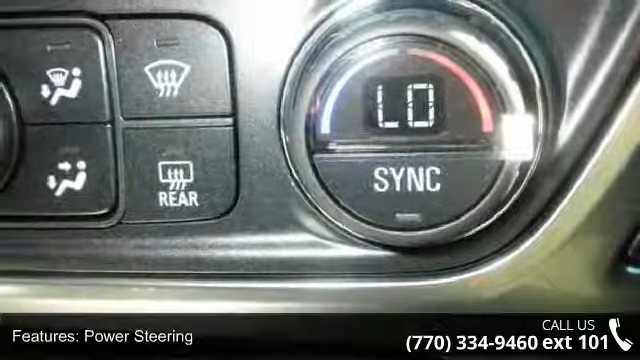 LO
SYNC
REAR
Features: Power Steering
CALL US
(770) 334-9460 ext 101